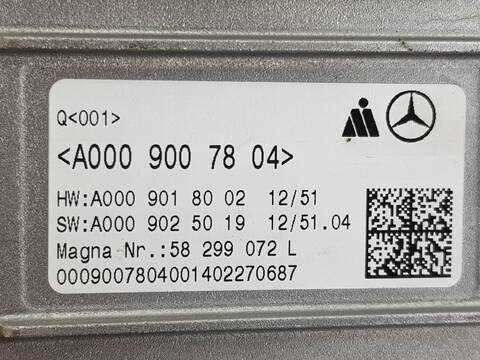 Q<001>
<A000 900 78 04>
HW:A000 901 80 02 12/51
SW:A000 902 50 19 12/51.04
Magna Nr.:58 299 072 L
0009007804001402270687